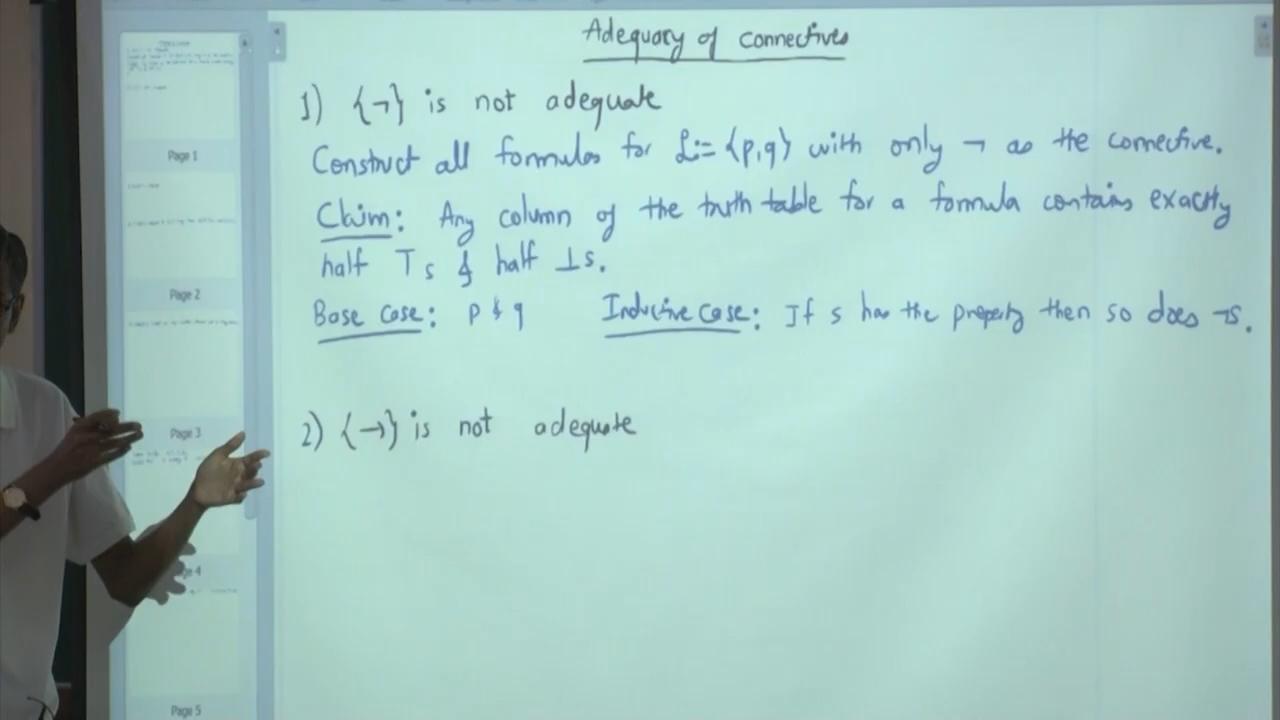 Adequacy of connectives
1) {¬} is not adequate
Construct all formulas for L:= {p,q} with only ¬ as the connective.
Claim: Any column of the truth table for a formula contains exactly
half Ts & half ⊥s.
Base case: p & q Inductive case: If s has the property then so does ¬s.
2) {→} is not adequate
Page 1
Page 2
Page 3
Page 5